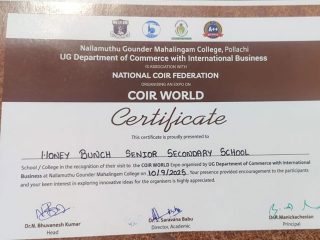 Nallamuthu Gounder Mahalingam College, Pollachi
UG Department of Commerce with International Business
IN ASSOCIATION WITH
NATIONAL COIR FEDERATION
ORGANISING AN EXPO ON
COIR WORLD
Certificate
This certificate is proudly presented to
HONEY BUNCH SENIOR SECONDARY SCHOOL
School / College in the recognition of their visit to the COIR WORLD Expo organised by UG Department of Commerce with International
Business at Nallamuthu Gounder Mahalingam College on 10/9/2025. Your presence provided encouragement to the participants
and your keen interest in exploring innovative ideas for the organisers is highly appreciated.
Dr.N. Bhuvanesh Kumar
Head
Dr.S. Saravana Babu
Director, Academic
Dr.R.Manickachezian
Principal